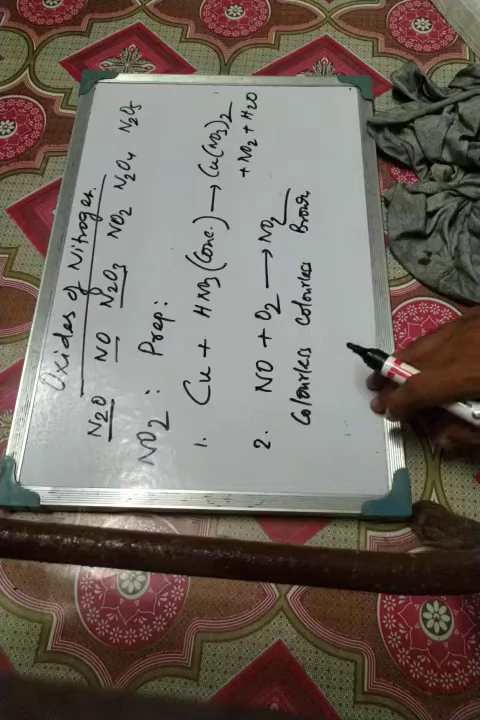 Oxides of Nitrogen.
N2O NO N2O3 NO2 N2O4 N2O5
NO2 : Prep:
1. Cu + HNO3 (Conc.) → Cu(NO3)2
+ NO2 + H2O
2. NO + O2 → NO2
Colourless Colourless Brown